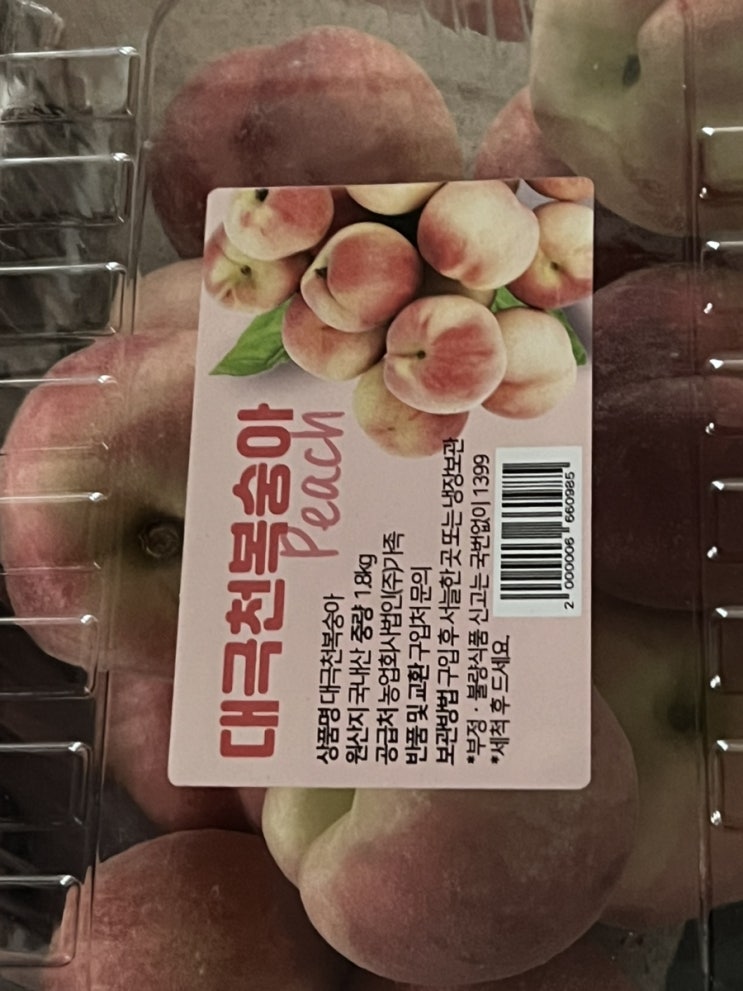 대극천복숭아
Peach
상품명 대극천복숭아
원산지 국내산 중량 1.8kg
공급처 농업회사법인(주)가족
반품 및 교환 구입처 문의
보관방법 구입 후 서늘한 곳 또는 냉장보관
*부정 · 불량식품 신고는 국번없이 1399
*세척 후 드세요
2 000006 660985